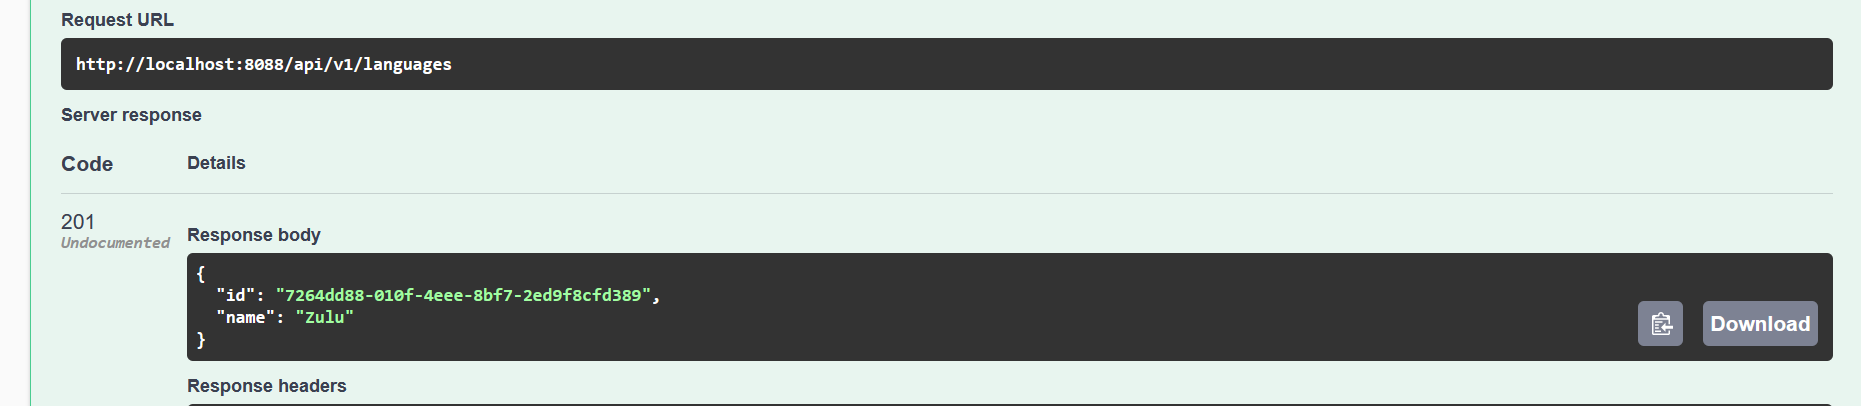 Request URL
http://localhost:8088/api/v1/languages
Server response
Code Details
201
Undocumented
Response body
{
"id": "7264dd88-010f-4eee-8bf7-2ed9f8cfd389",
"name": "Zulu"
}
Download
Response headers